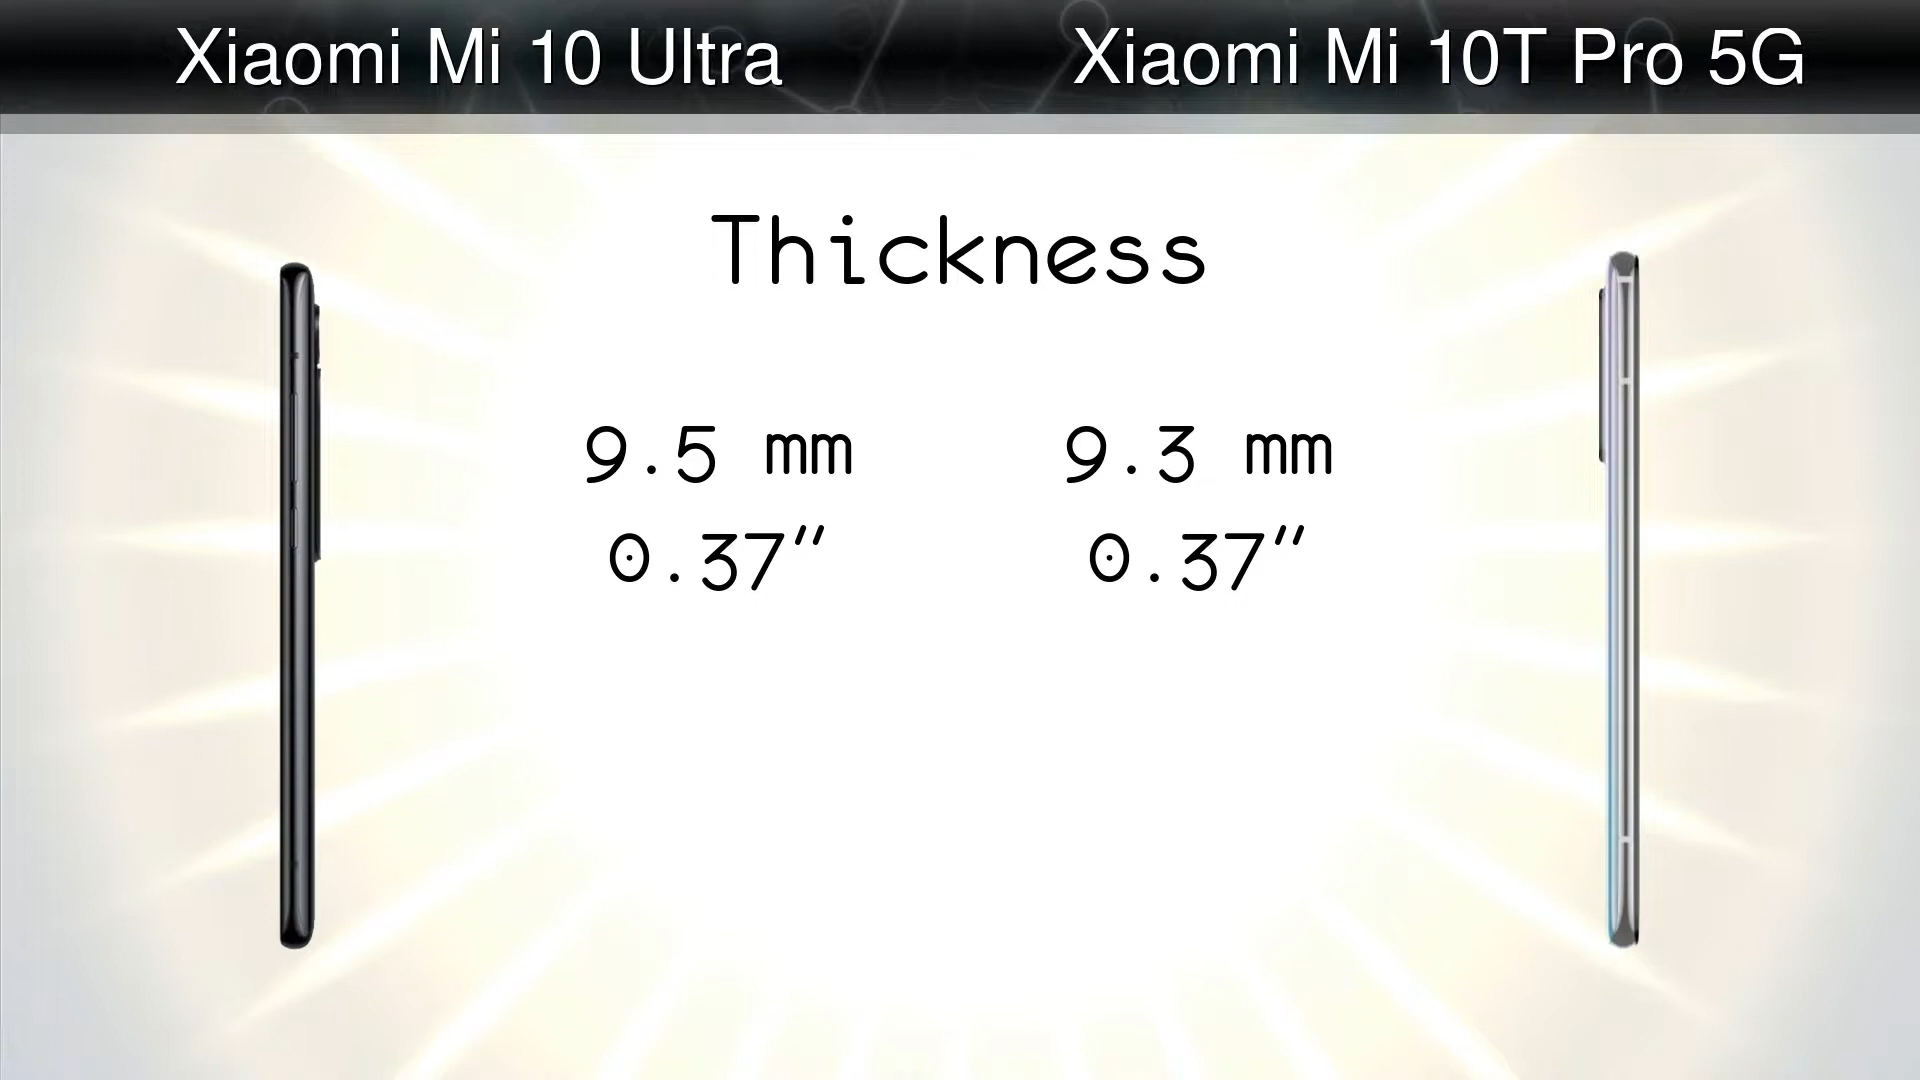 Xiaomi Mi 10 Ultra
Xiaomi Mi 10T Pro 5G
Thickness
9.5 mm
9.3 mm
0.37"
0.37"